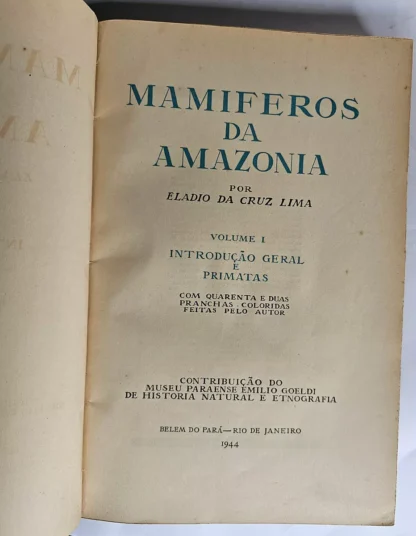 MAMIFEROS
DA
AMAZONIA
POR
ELADIO DA CRUZ LIMA
VOLUME I
INTRODUÇÃO GERAL
E
PRIMATAS
COM QUARENTA E DUAS
PRANCHAS COLORIDAS
FEITAS PELO AUTOR
CONTRIBUIÇÃO DO
MUSEU PARAENSE EMILIO GOELDI
DE HISTORIA NATURAL E ETNOGRAFIA
BELEM DO PARÁ—RIO DE JANEIRO
1944